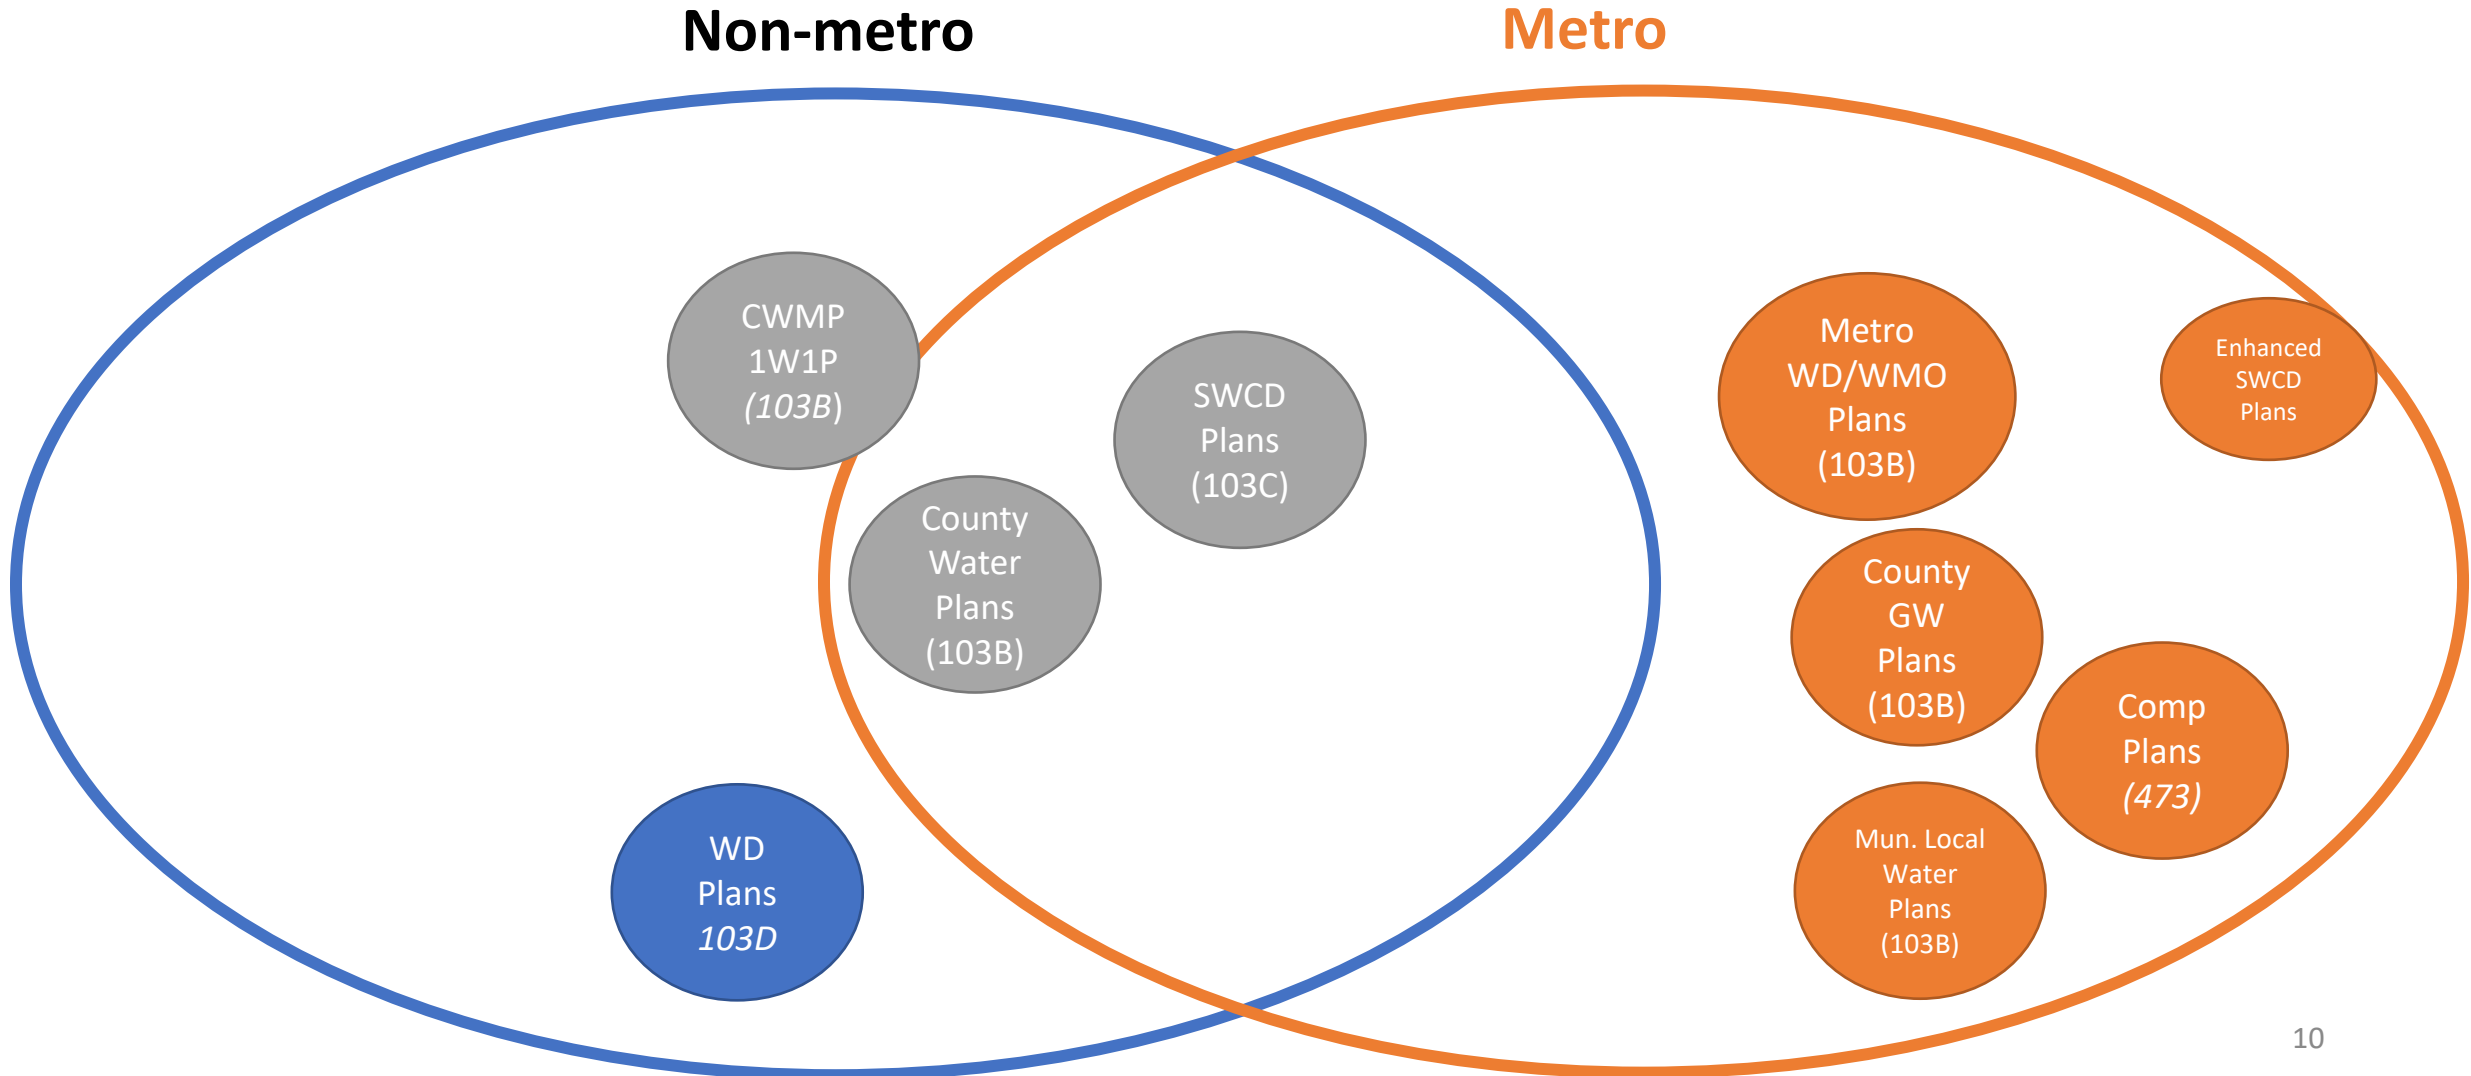 Non-metro
Metro
CWMP
1W1P
(103B)
SWCD
Plans
(103C)
County
Water
Plans
(103B)
WD
Plans
103D
Metro
WD/WMO
Plans
(103B)
Enhanced
SWCD
Plans
County
GW
Plans
(103B)
Comp
Plans
(473)
Mun. Local
Water
Plans
(103B)
10